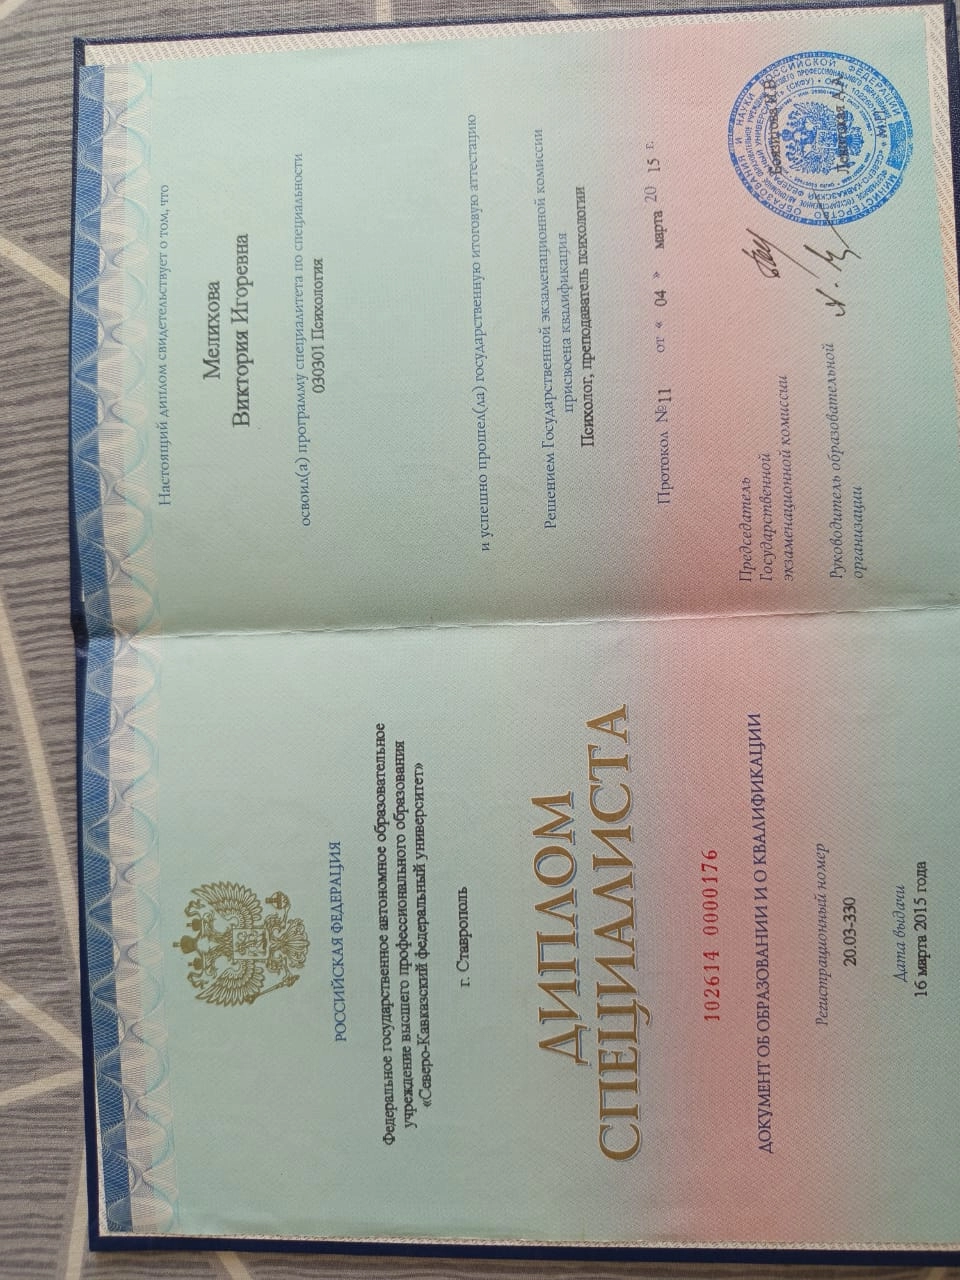 РОССИЙСКАЯ ФЕДЕРАЦИЯ
Федеральное государственное автономное образовательное
учреждение высшего профессионального образования
«Северо-Кавказский федеральный университет»
г. Ставрополь
ДИПЛОМ
СПЕЦИАЛИСТА
102614 0000176
ДОКУМЕНТ ОБ ОБРАЗОВАНИИ И О КВАЛИФИКАЦИИ
Регистрационный номер
20.03-330
Дата выдачи
16 марта 2015 года
Настоящий диплом свидетельствует о том, что
Мелихова
Виктория Игоревна
освоил(а) программу специалитета по специальности
030301 Психология
и успешно прошел(ла) государственную итоговую аттестацию
Решением Государственной экзаменационной комиссии
присвоена квалификация
Психолог, преподаватель психологии
Протокол №11 от « 04 » марта 20 15 г.
Председатель
Государственной
экзаменационной комиссии
Руководитель образовательной
организации